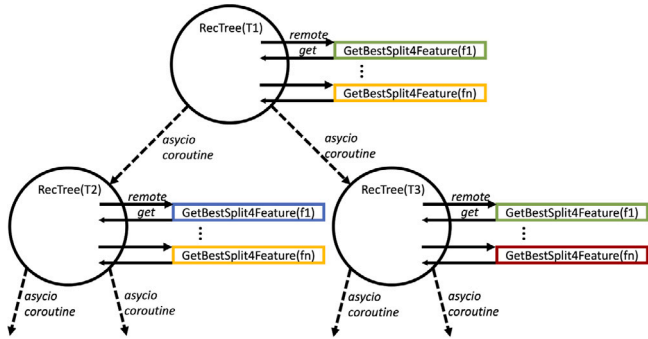 RecTree(T1)
remote
get
GetBestSplit4Feature(f1)
GetBestSplit4Feature(fn)
asycio
coroutine
asycio
coroutine
RecTree(T2)
remote
get
GetBestSplit4Feature(f1)
GetBestSplit4Feature(fn)
asycio
coroutine
asycio
coroutine
RecTree(T3)
remote
get
GetBestSplit4Feature(f1)
GetBestSplit4Feature(fn)
asycio
coroutine
asycio
coroutine